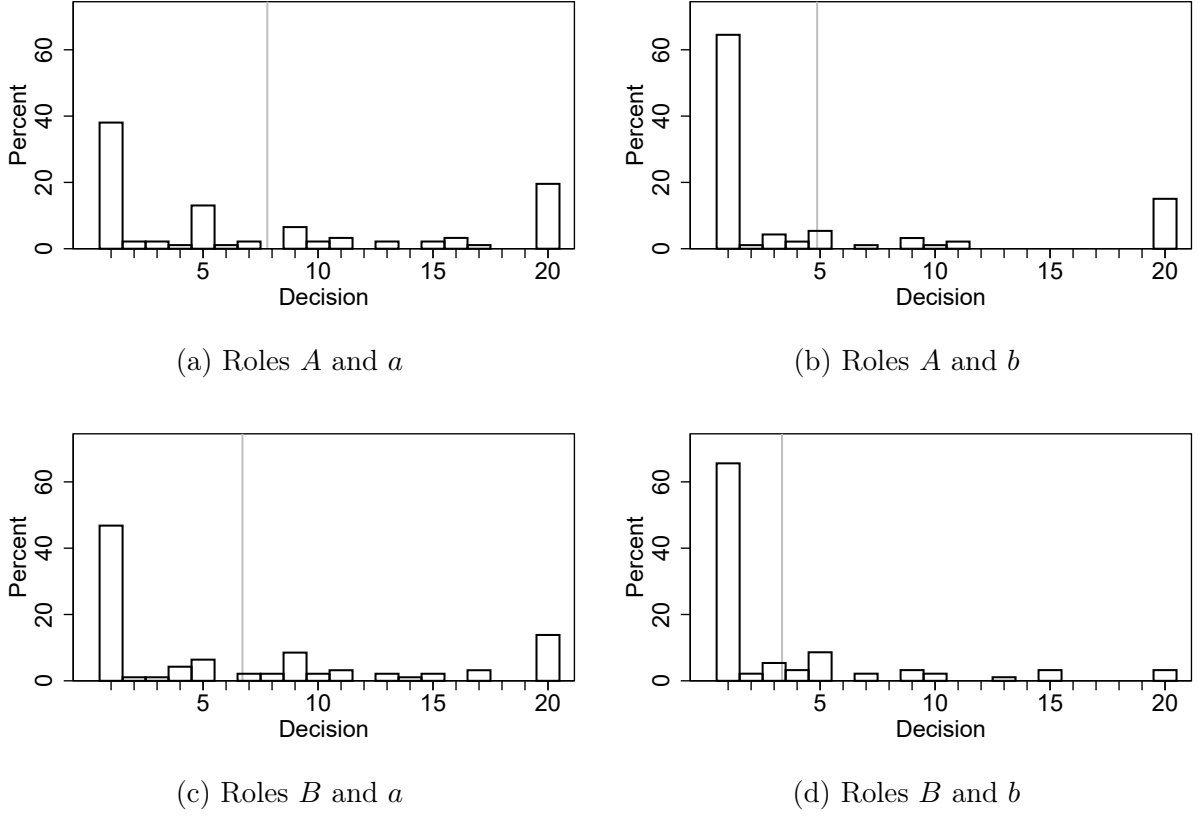 Percent
0 20 40 60
5 10 15 20
Decision
(a) Roles A and a
Percent
0 20 40 60
5 10 15 20
Decision
(b) Roles A and b
Percent
0 20 40 60
5 10 15 20
Decision
(c) Roles B and a
Percent
0 20 40 60
5 10 15 20
Decision
(d) Roles B and b